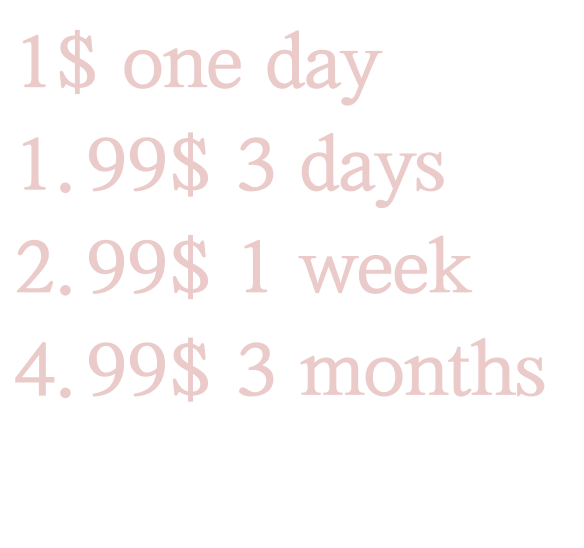 1$ one day
1.99$ 3 days
2.99$ 1 week
4.99$ 3 months